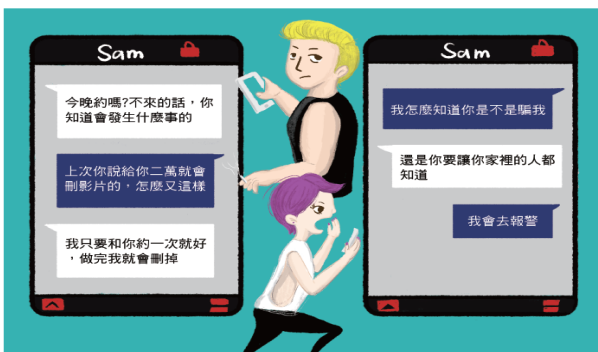 Sam
今晚約嗎?不來的話，你
知道會發生什麼事的
上次你說給你二萬就會
刪影片的，怎麼又這樣
我只要和你約一次就好
，做完我就會刪掉
Sam
我怎麼知道你是不是騙我
還是你要讓你家裡的人都
知道
我會去報警